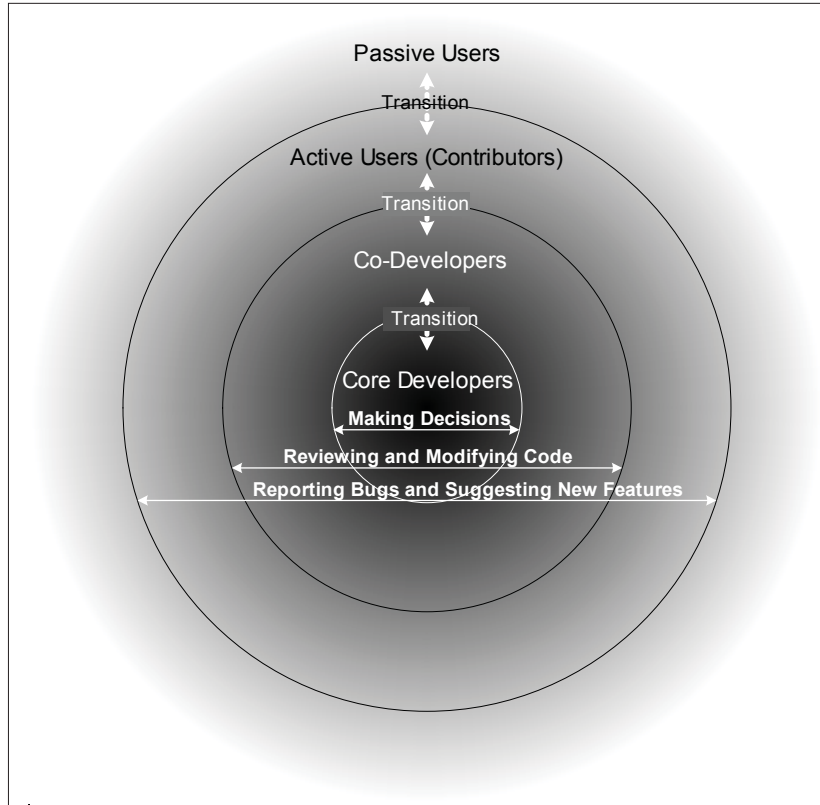 Passive Users
Transition
Active Users (Contributors)
Transition
Co-Developers
Transition
Core Developers
Making Decisions
Reviewing and Modifying Code
Reporting Bugs and Suggesting New Features